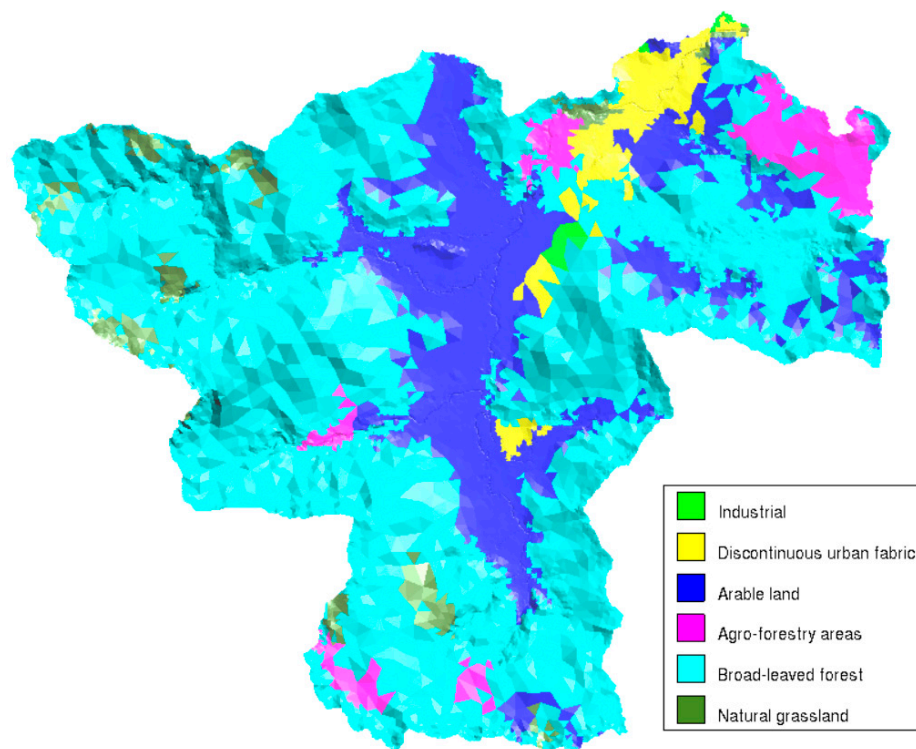 Industrial
Discontinuous urban fabric
Arable land
Agro-forestry areas
Broad-leaved forest
Natural grassland